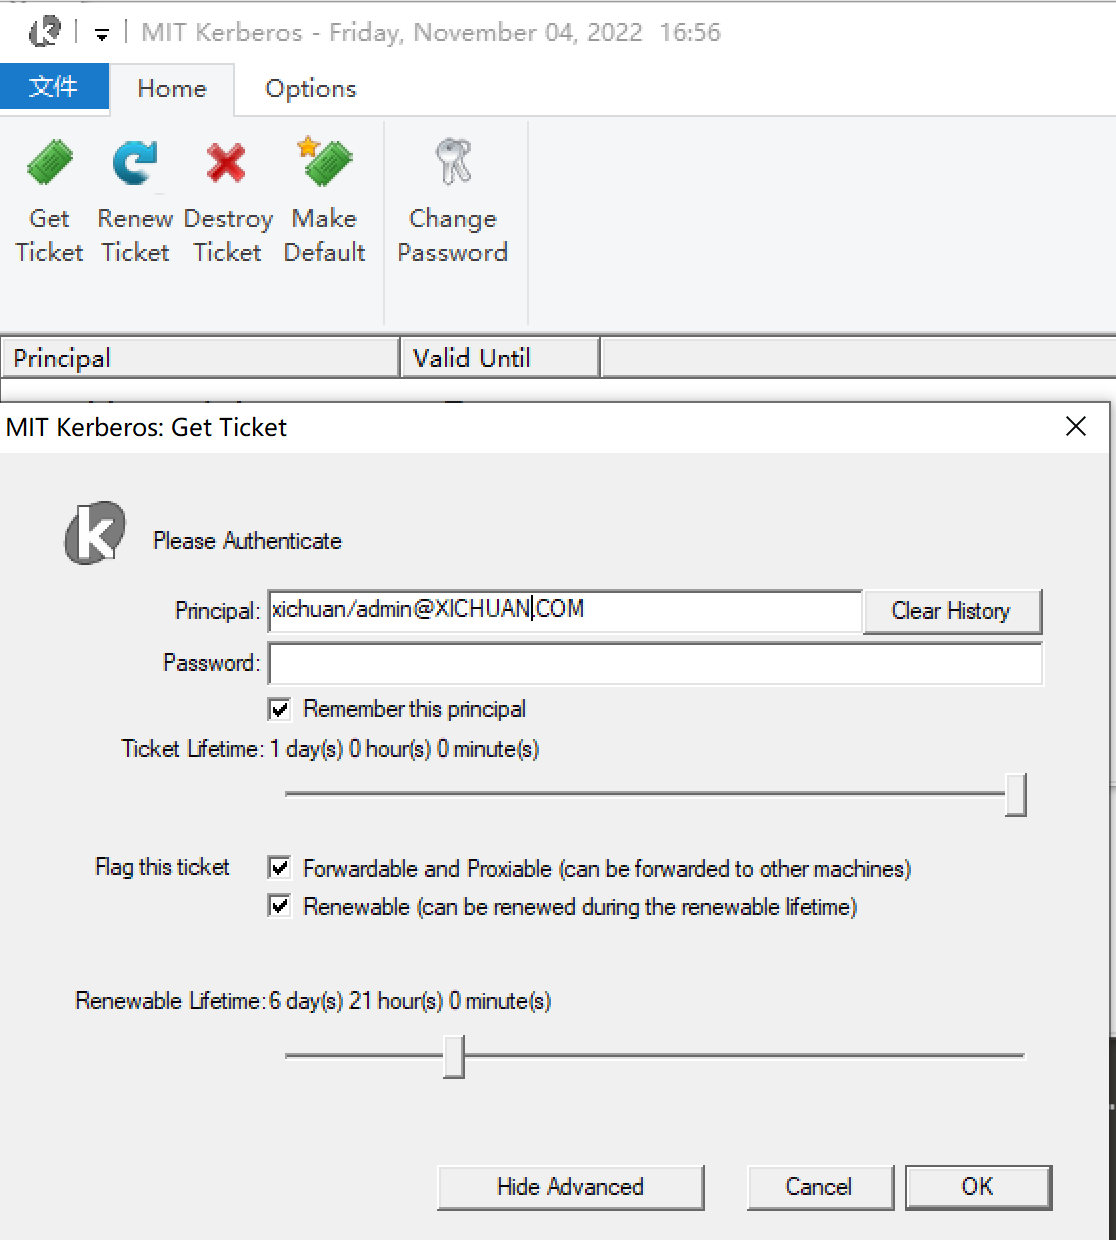 MIT Kerberos - Friday, November 04, 2022 16:56
文件 Home Options
Get Ticket
Renew Ticket
Destroy Ticket
Make Default
Change Password
Principal Valid Until
MIT Kerberos: Get Ticket
Please Authenticate
Principal: xichuan/admin@XICHUAN.COM Clear History
Password:
Remember this principal
Ticket Lifetime: 1 day(s) 0 hour(s) 0 minute(s)
Flag this ticket Forwardable and Proxiable (can be forwarded to other machines)
Renewable (can be renewed during the renewable lifetime)
Renewable Lifetime: 6 day(s) 21 hour(s) 0 minute(s)
Hide Advanced Cancel OK